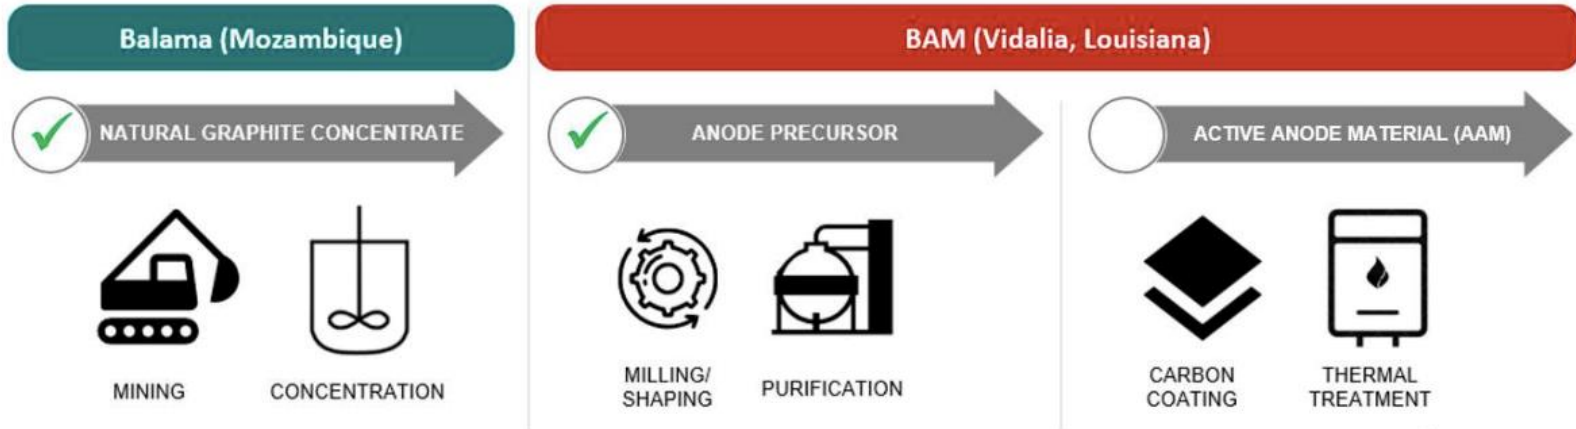 Balama (Mozambique)
BAM (Vidalia, Louisiana)
NATURAL GRAPHITE CONCENTRATE
ANODE PRECURSOR
ACTIVE ANODE MATERIAL (AAM)
MINING
CONCENTRATION
MILLING/
SHAPING
PURIFICATION
CARBON
COATING
THERMAL
TREATMENT